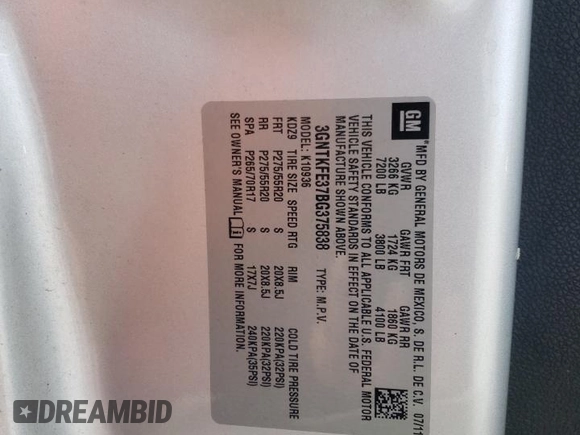 GM
MFD BY GENERAL MOTORS DE MEXICO, S. DE R.L. DE C.V. 07/11
GVWR GAWR FRT GAWR RR
3266 KG 1724 KG 1860 KG
7200 LB 3800 LB 4100 LB
THIS VEHICLE CONFORMS TO ALL APPLICABLE U.S. FEDERAL MOTOR
VEHICLE SAFETY STANDARDS IN EFFECT ON THE DATE OF
MANUFACTURE SHOWN ABOVE.
3GNTKFE37BG375838 TYPE: M.P.V.
MODEL: K10936
KDZ9 TIRE SIZE SPEED RTG RIM COLD TIRE PRESSURE
FRT P275/55R20 S 20X8.5J 220KPA(32PSI)
RR P275/55R20 S 20X8.5J 220KPA(32PSI)
SPA P265/70R17 S 17X7J 240KPA(35PSI)
SEE OWNER'S MANUAL FOR MORE INFORMATION.
DREAMBID